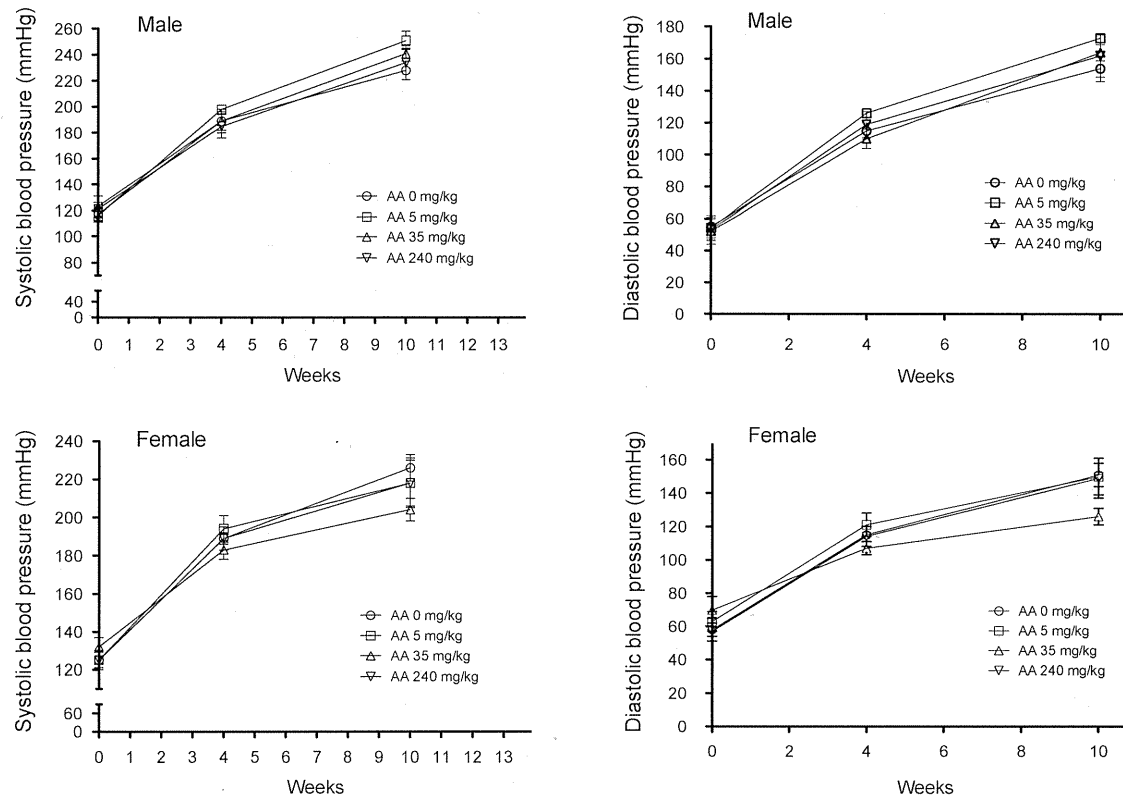 Male
Systolic blood pressure (mmHg)
260
240
220
200
180
160
140
120
100
80
40
0
0 1 2 3 4 5 6 7 8 9 10 11 12 13
Weeks
AA 0 mg/kg
AA 5 mg/kg
AA 35 mg/kg
AA 240 mg/kg
Male
Diastolic blood pressure (mmHg)
180
160
140
120
100
80
60
40
20
0
0 2 4 6 8 10
Weeks
AA 0 mg/kg
AA 5 mg/kg
AA 35 mg/kg
AA 240 mg/kg
Female
Systolic blood pressure (mmHg)
240
220
200
180
160
140
120
60
0
0 1 2 3 4 5 6 7 8 9 10 11 12 13
Weeks
AA 0 mg/kg
AA 5 mg/kg
AA 35 mg/kg
AA 240 mg/kg
Female
Diastolic blood pressure (mmHg)
160
140
120
100
80
60
40
20
0
0 2 4 6 8 10
Weeks
AA 0 mg/kg
AA 5 mg/kg
AA 35 mg/kg
AA 240 mg/kg